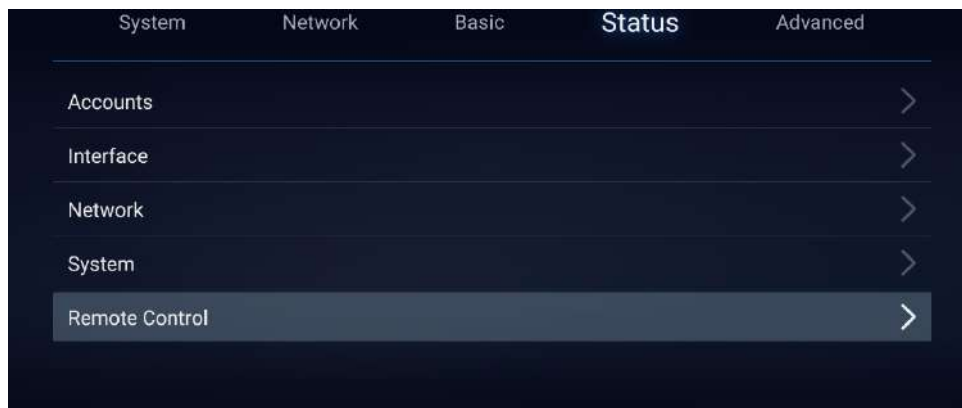 System Network Basic Status Advanced
Accounts
Interface
Network
System
Remote Control